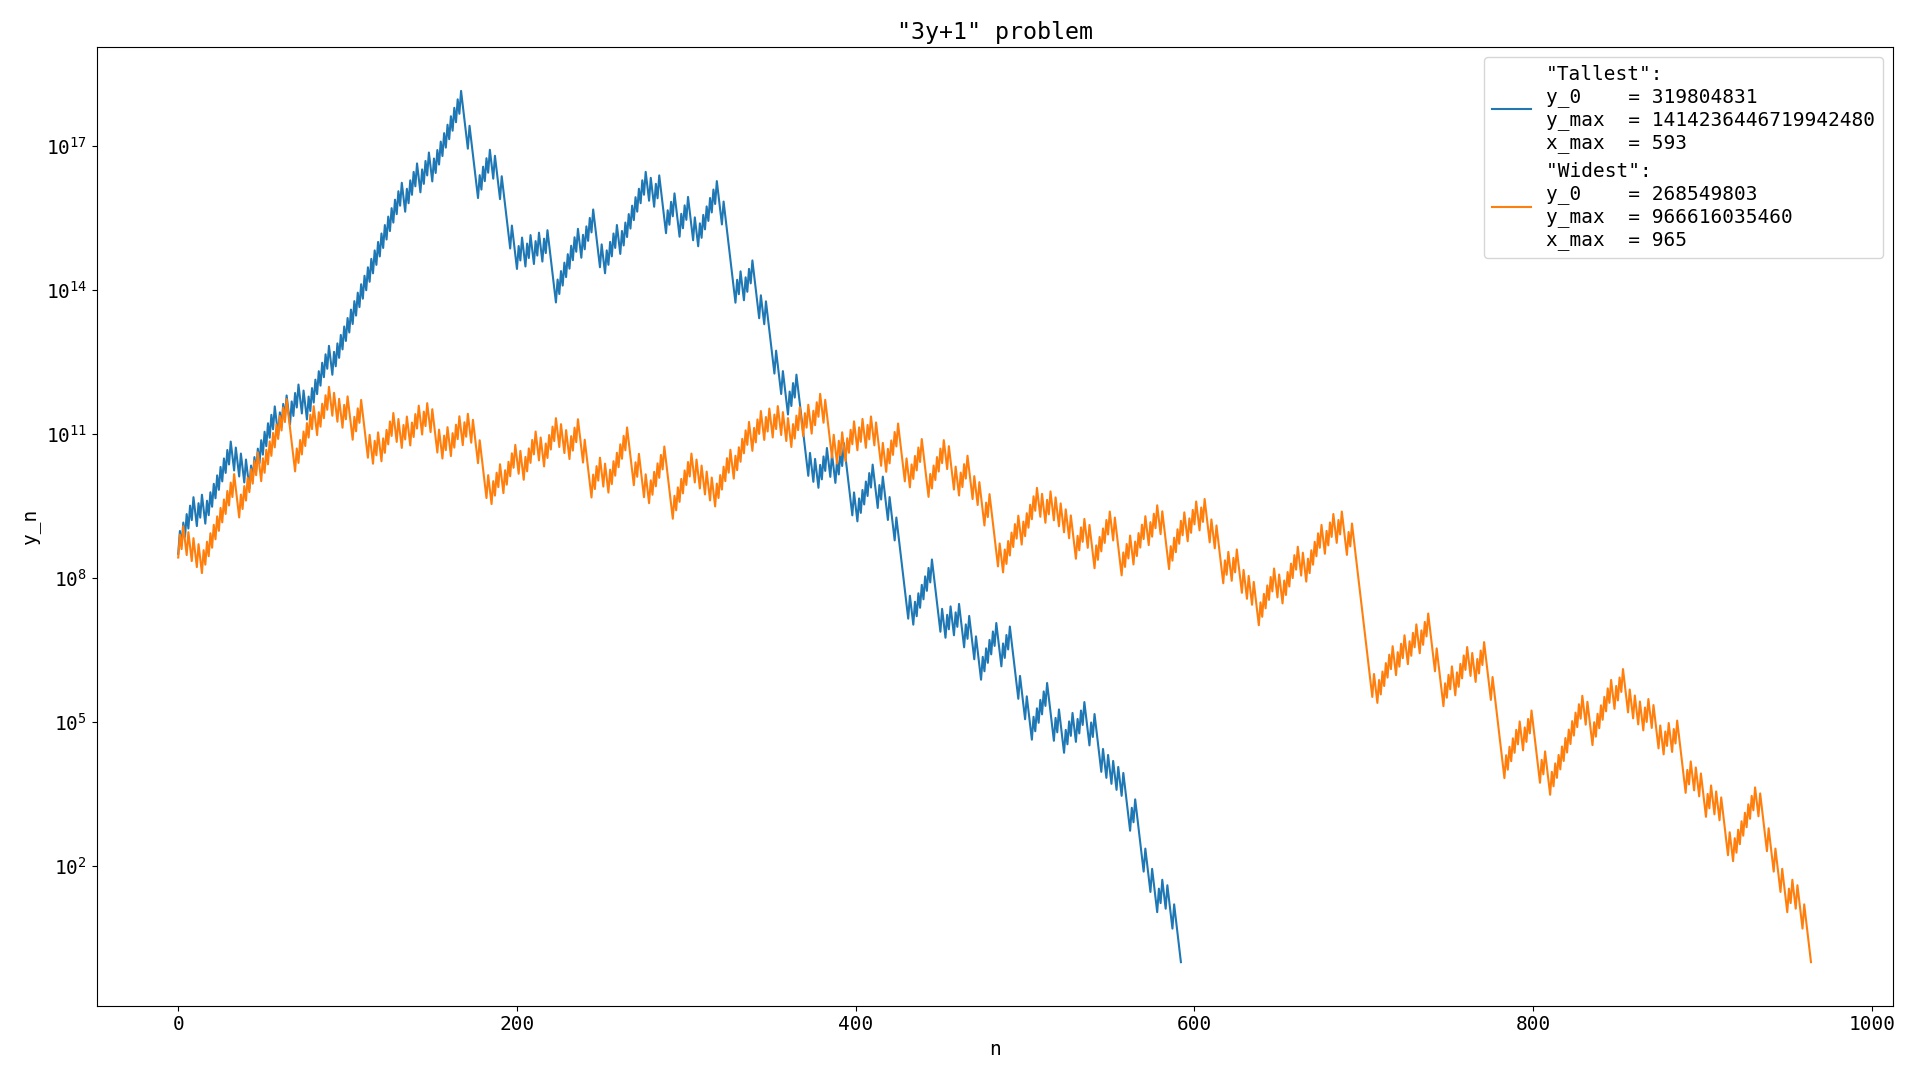 "3y+1" problem
"Tallest":
y_0    = 319804831
y_max  = 1414236446719942480
x_max  = 593
"Widest":
y_0    = 268549803
y_max  = 966616035460
x_max  = 965
10^17
10^14
10^11
10^8
10^5
10^2
y_n
0 200 400 600 800 1000
n